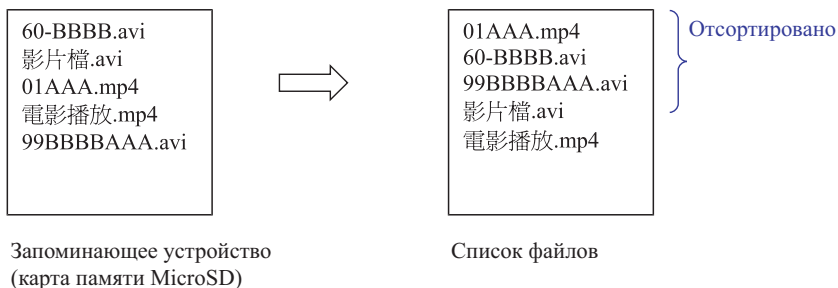 60-BBBB.avi
影片檔.avi
01AAA.mp4
電影播放.mp4
99BBBBAAA.avi
Запоминающее устройство
(карта памяти MicroSD)
01AAA.mp4
60-BBBB.avi
99BBBBAAA.avi
影片檔.avi
電影播放.mp4
Список файлов
Отсортировано